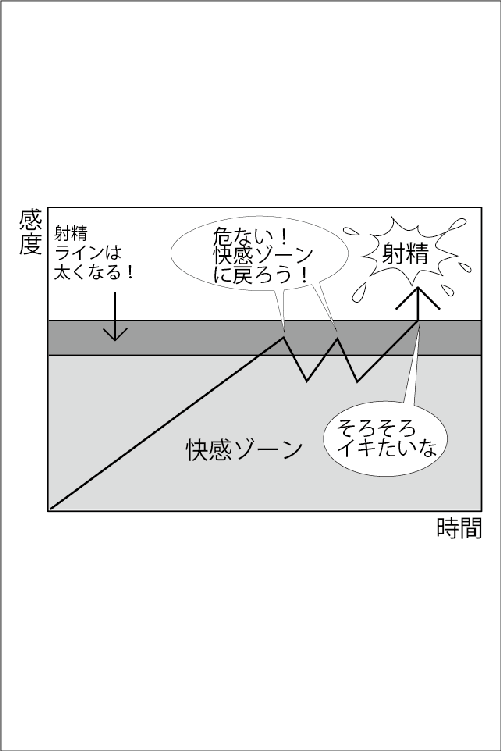 感度
射精
ラインは
太くなる！
危ない！
快感ゾーン
に戻ろう！
射精
快感ゾーン
そろそろ
イキたいな
時間